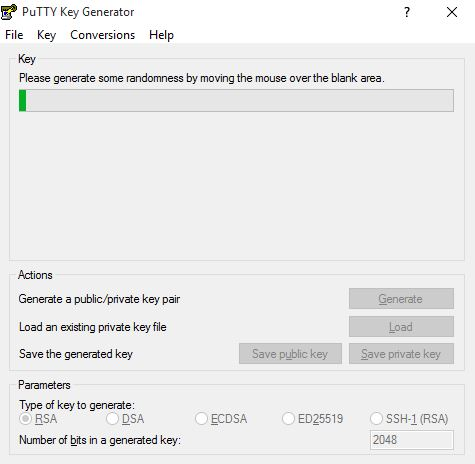 PuTTY Key Generator
? ×
File Key Conversions Help
Key
Please generate some randomness by moving the mouse over the blank area.
Actions
Generate a public/private key pair Generate
Load an existing private key file Load
Save the generated key Save public key Save private key
Parameters
Type of key to generate:
RSA DSA ECDSA ED25519 SSH-1 (RSA)
Number of bits in a generated key: 2048